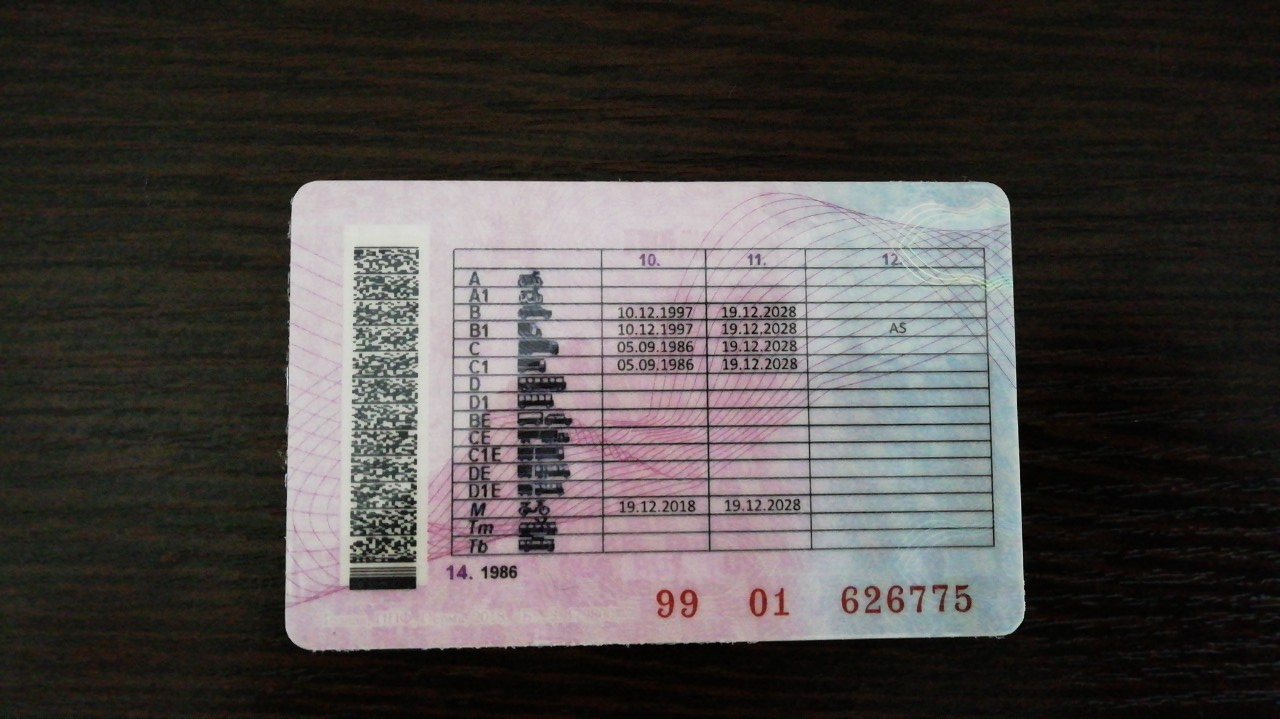 10. 11. 12.
A
A1
B 10.12.1997 19.12.2028
B1 10.12.1997 19.12.2028 AS
C 05.09.1986 19.12.2028
C1 05.09.1986 19.12.2028
D
D1
BE
CE
C1E
DE
D1E
M 19.12.2018 19.12.2028
Tm
Tb
14. 1986
99 01 626775